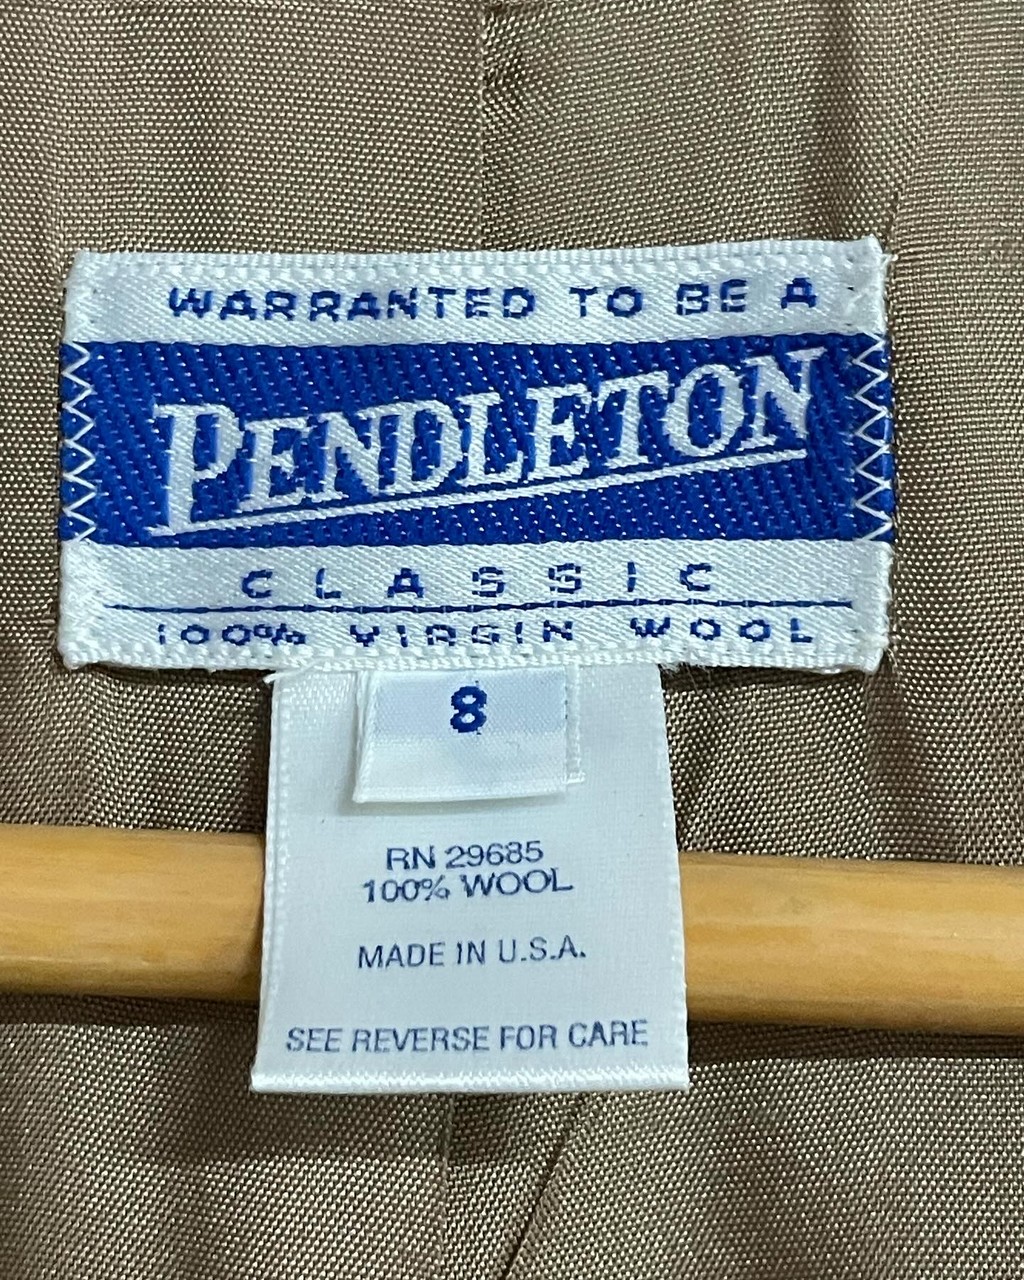 WARRANTED TO BE A
PENDLETON
CLASSIC
100% VIRGIN WOOL
8
RN 29685
100% WOOL
MADE IN U.S.A.
SEE REVERSE FOR CARE